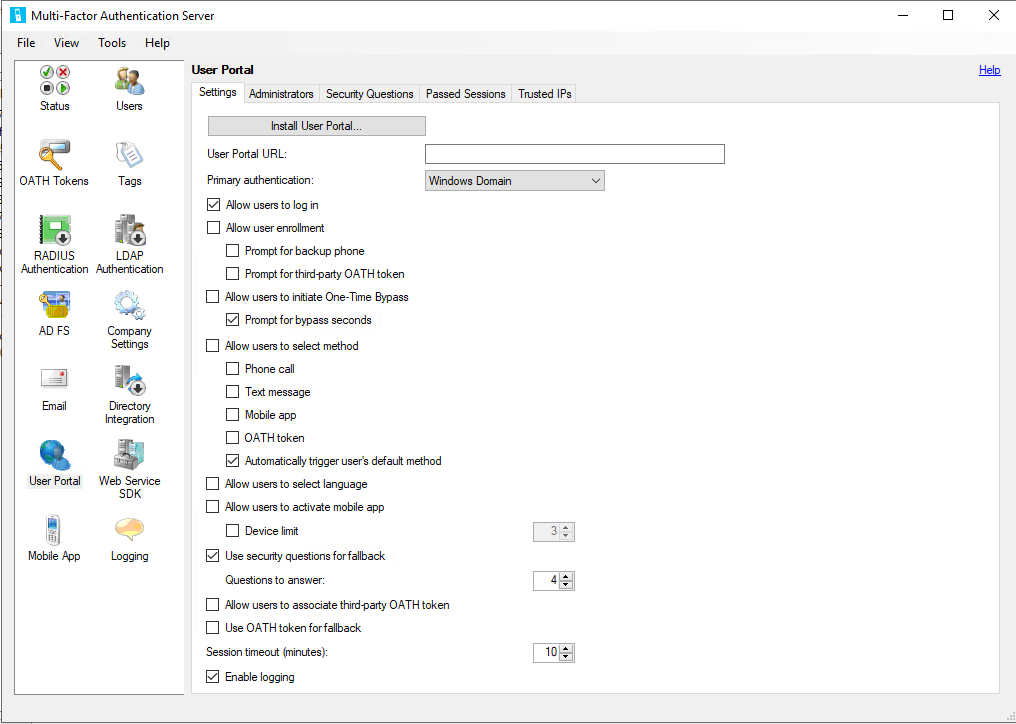 Multi-Factor Authentication Server
File View Tools Help
Status
Users
OATH Tokens
Tags
RADIUS
Authentication
LDAP
Authentication
AD FS
Company
Settings
Email
Directory
Integration
User Portal
Web Service
SDK
Mobile App
Logging
User Portal
Help
Settings
Administrators
Security Questions
Passed Sessions
Trusted IPs
Install User Portal...
User Portal URL:
Primary authentication:
Windows Domain
Allow users to log in
Allow user enrollment
Prompt for backup phone
Prompt for third-party OATH token
Allow users to initiate One-Time Bypass
Prompt for bypass seconds
Allow users to select method
Phone call
Text message
Mobile app
OATH token
Automatically trigger user's default method
Allow users to select language
Allow users to activate mobile app
Device limit
3
Use security questions for fallback
Questions to answer:
4
Allow users to associate third-party OATH token
Use OATH token for fallback
Session timeout (minutes):
10
Enable logging